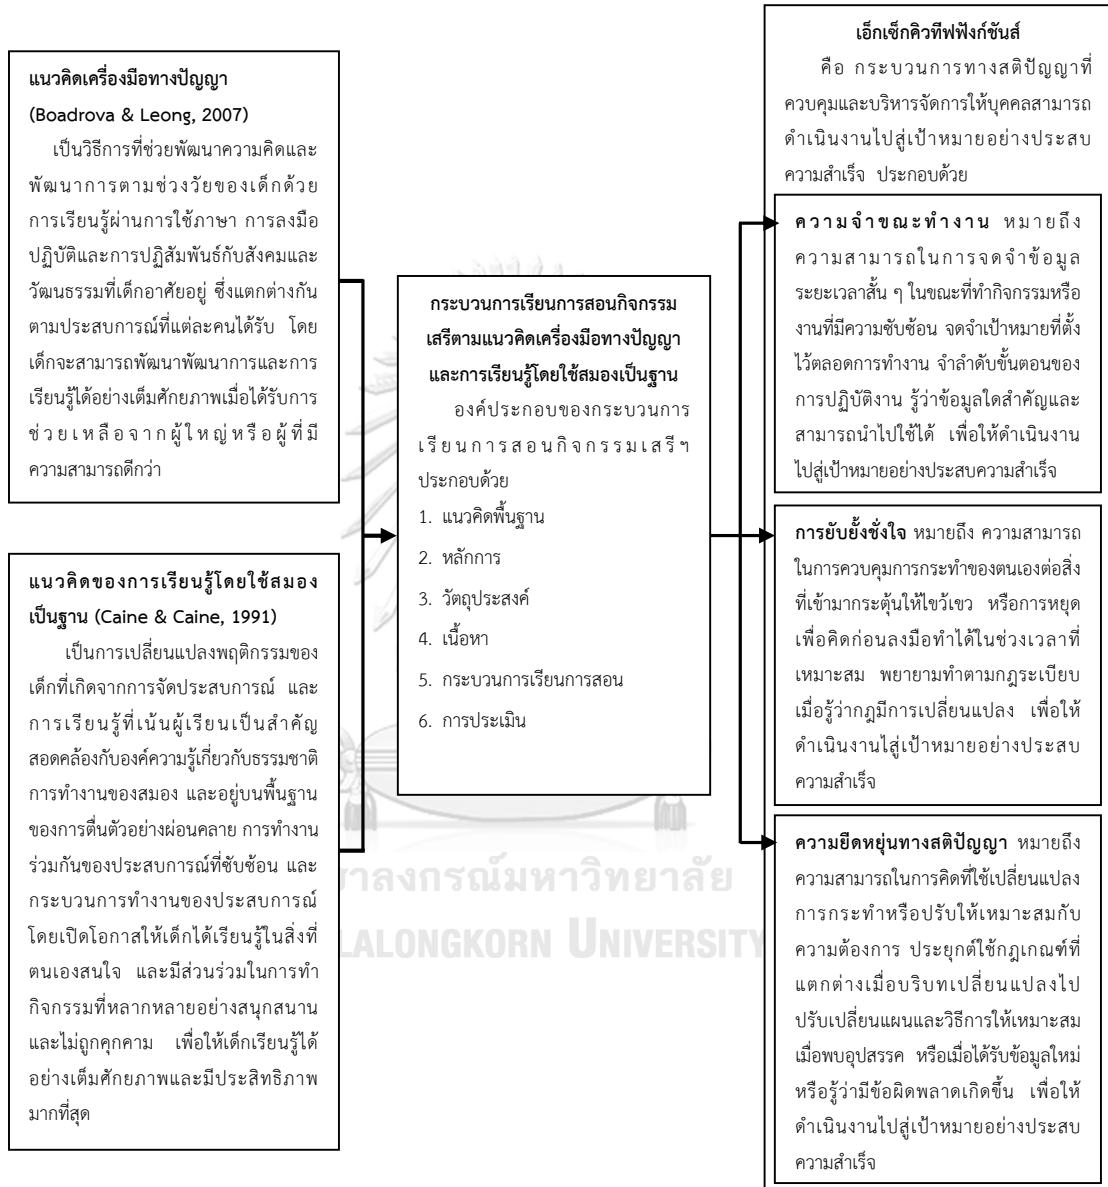 แนวคิดเครื่องมือทางปัญญา
(Boadrova & Leong, 2007)
เป็นวิธีการที่ช่วยพัฒนาความคิดและ
พัฒนาการตามช่วงวัยของเด็กด้วย
การเรียนรู้ผ่านการใช้ภาษา การลงมือ
ปฏิบัติและการปฏิสัมพันธ์กับสังคมและ
วัฒนธรรมที่เด็กอาศัยอยู่ ซึ่งแตกต่างกัน
ตามประสบการณ์ที่แต่ละคนได้รับ โดย
เด็กจะสามารถพัฒนาพัฒนาการและการ
เรียนรู้ได้อย่างเต็มศักยภาพเมื่อได้รับการ
ช่วยเหลือจากผู้ใหญ่หรือผู้ที่มี
ความสามารถดีกว่า
แนวคิดของการเรียนรู้โดยใช้สมอง
เป็นฐาน (Caine & Caine, 1991)
เป็นการเปลี่ยนแปลงพฤติกรรมของ
เด็กที่เกิดจากการจัดประสบการณ์ และ
การเรียนรู้ที่เน้นผู้เรียนเป็นสำคัญ
สอดคล้องกับองค์ความรู้เกี่ยวกับธรรมชาติ
การทำงานของสมอง และอยู่บนพื้นฐาน
ของการตื่นตัวอย่างผ่อนคลาย การทำงาน
ร่วมกันของประสบการณ์ที่ซับซ้อน และ
กระบวนการทำงานของประสบการณ์
โดยเปิดโอกาสให้เด็กได้เรียนรู้ในสิ่งที่
ตนเองสนใจ และมีส่วนร่วมในการทำ
กิจกรรมที่หลากหลายอย่างสนุกสนาน
และไม่ถูกคุกคาม เพื่อให้เด็กเรียนรู้ได้
อย่างเต็มศักยภาพและมีประสิทธิภาพ
มากที่สุด
กระบวนการเรียนการสอนกิจกรรม
เสรีตามแนวคิดเครื่องมือทางปัญญา
และการเรียนรู้โดยใช้สมองเป็นฐาน
องค์ประกอบของกระบวนการ
เรียนการสอนกิจกรรมเสรีฯ
ประกอบด้วย
1. แนวคิดพื้นฐาน
2. หลักการ
3. วัตถุประสงค์
4. เนื้อหา
5. กระบวนการเรียนการสอน
6. การประเมิน
าลงกรณ์มหาวิทยาลัย
LALONGKORN UNIVERSITY
เอ็กเซ็กคิวทีฟฟังก์ชันส์
คือ กระบวนการทางสติปัญญาที่
ควบคุมและบริหารจัดการให้บุคคลสามารถ
ดำเนินงานไปสู่เป้าหมายอย่างประสบ
ความสำเร็จ ประกอบด้วย
ความจำขณะทำงาน หมายถึง
ความสามารถในการจดจำข้อมูล
ระยะเวลาสั้น ๆ ในขณะที่ทำกิจกรรมหรือ
งานที่มีความซับซ้อน จดจำเป้าหมายที่ตั้ง
ไว้ตลอดการทำงาน จำลำดับขั้นตอนของ
การปฏิบัติงาน รู้ว่าข้อมูลใดสำคัญและ
สามารถนำไปใช้ได้ เพื่อให้ดำเนินงาน
ไปสู่เป้าหมายอย่างประสบความสำเร็จ
การยับยั้งชั่งใจ หมายถึง ความสามารถ
ในการควบคุมการกระทำของตนเองต่อสิ่ง
ที่เข้ามากระตุ้นให้ไขว้เขว หรือการหยุด
เพื่อคิดก่อนลงมือทำได้ในช่วงเวลาที่
เหมาะสม พยายามทำตามกฎระเบียบ
เมื่อรู้ว่ากฎมีการเปลี่ยนแปลง เพื่อให้
ดำเนินงานไสู่เป้าหมายอย่างประสบ
ความสำเร็จ
ความยืดหยุ่นทางสติปัญญา หมายถึง
ความสามารถในการคิดที่ใช้เปลี่ยนแปลง
การกระทำหรือปรับให้เหมาะสมกับ
ความต้องการ ประยุกต์ใช้กฎเกณฑ์ที่
แตกต่างเมื่อบริบทเปลี่ยนแปลงไป
ปรับเปลี่ยนแผนและวิธีการให้เหมาะสม
เมื่อพบอุปสรรค หรือเมื่อได้รับข้อมูลใหม่
หรือรู้ว่ามีข้อผิดพลาดเกิดขึ้น เพื่อให้
ดำเนินงานไปสู่เป้าหมายอย่างประสบ
ความสำเร็จ